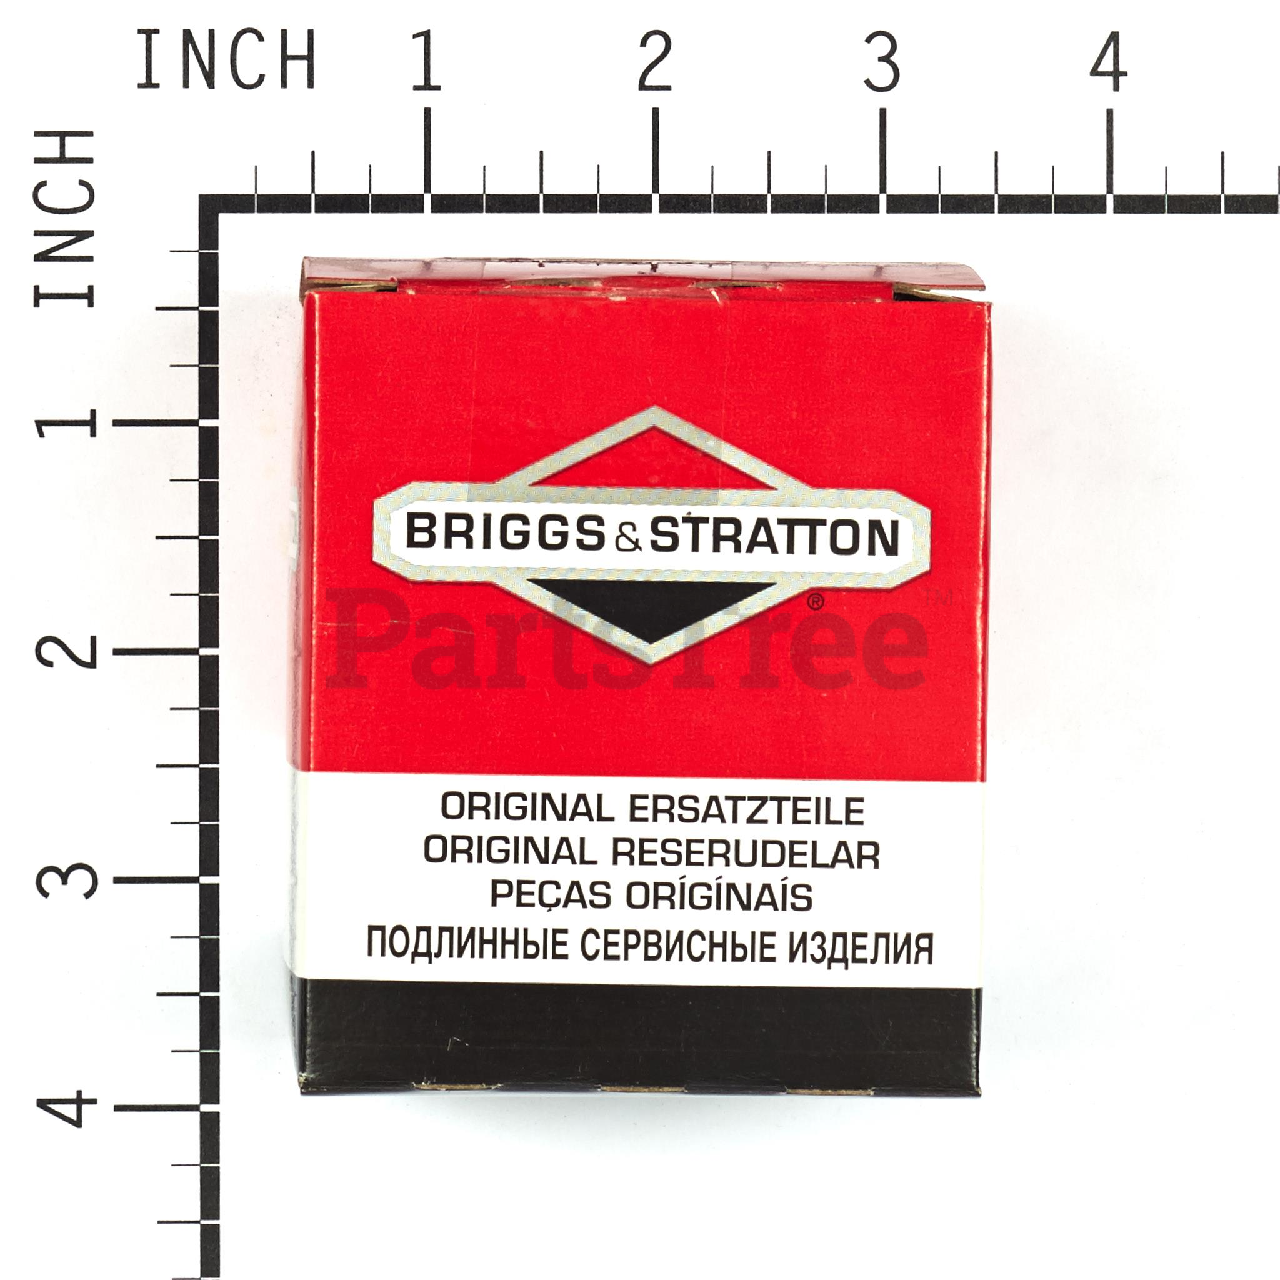 INCH 1 2 3 4
INCH
1
2
3
4
BRIGGS & STRATTON
®
PartsTree ™
ORIGINAL ERSATZTEILE
ORIGINAL RESERUDELAR
PEÇAS ORÍGÍNAÍS
ПОДЛИННЫЕ СЕРВИСНЫЕ ИЗДЕЛИЯ